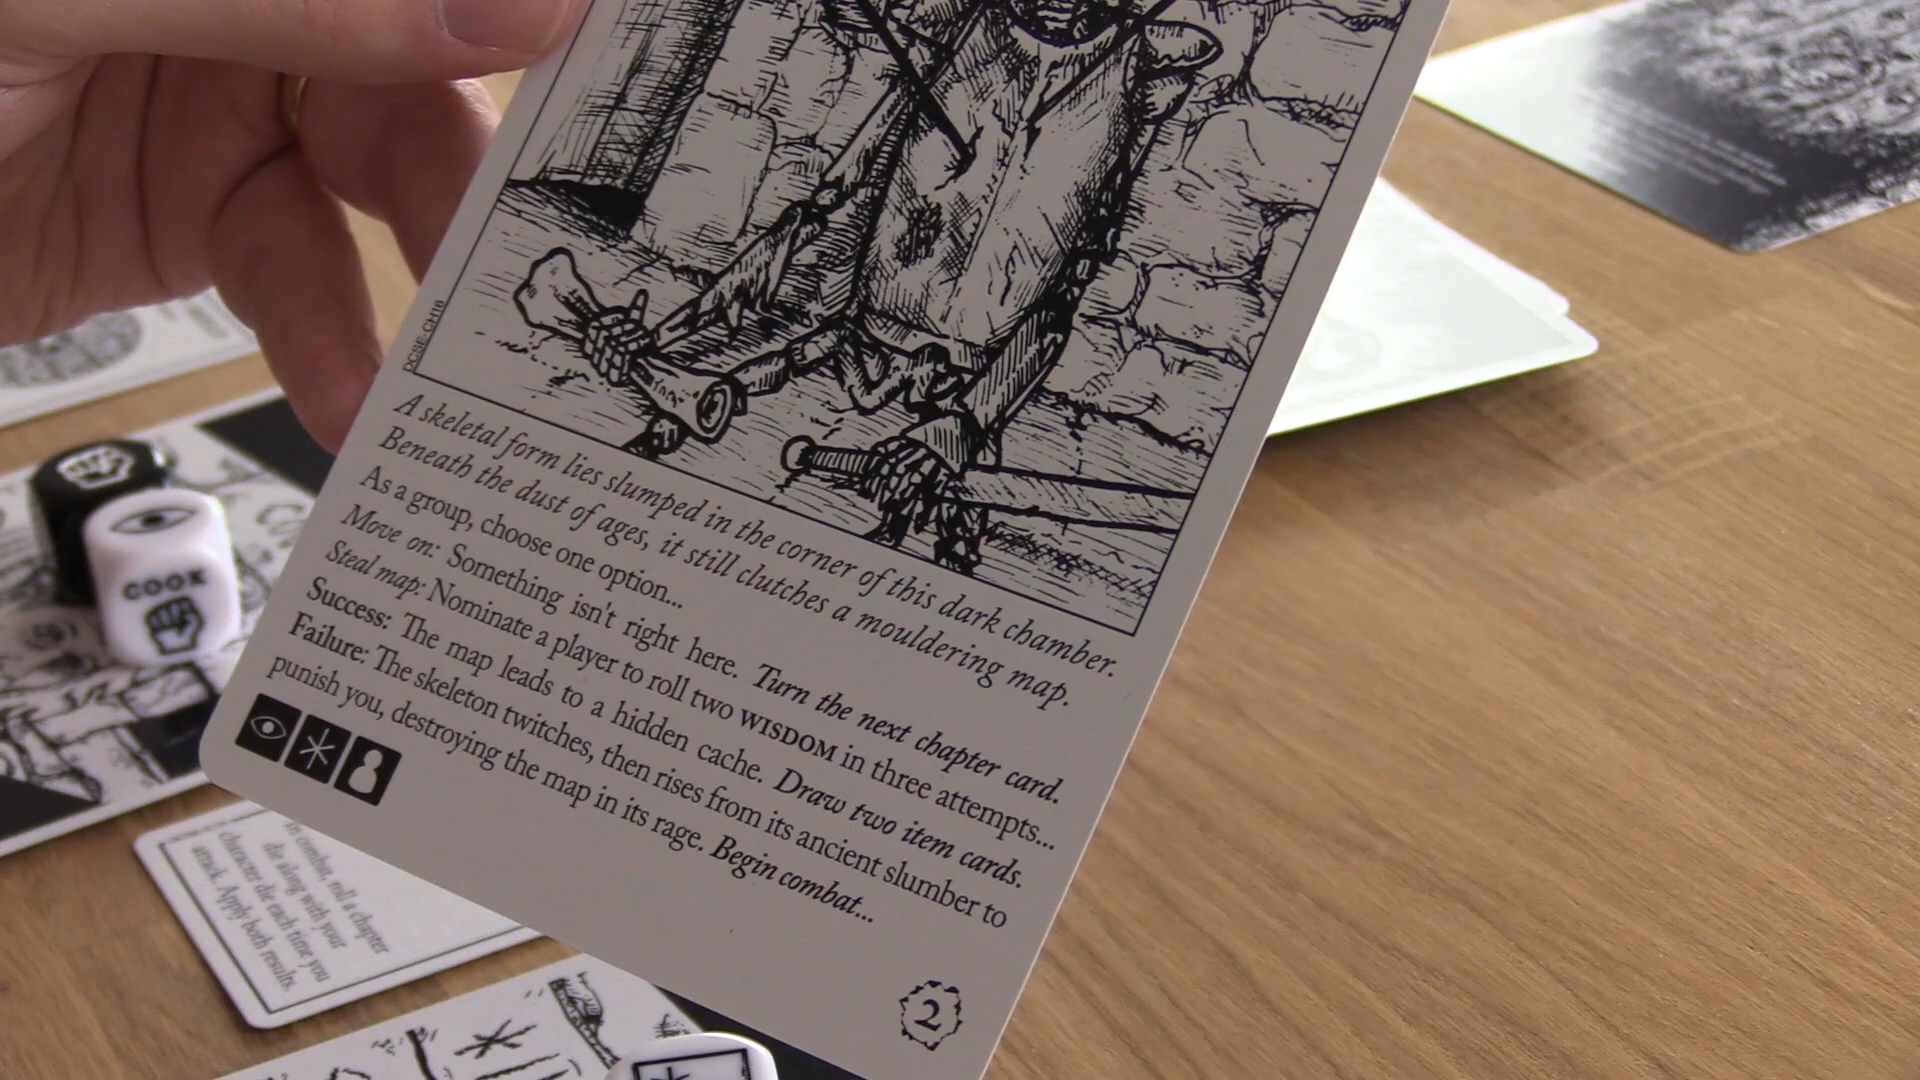 DCSE-CH16
A skeletal form lies slumped in the corner of this dark chamber.
Beneath the dust of ages, it still clutches a mouldering map.
As a group, choose one option...
Move on: Something isn't right here. Turn the next chapter card.
Steal map: Nominate a player to roll two WISDOM in three attempts...
Success: The map leads to a hidden cache. Draw two item cards.
Failure: The skeleton twitches, then rises from its ancient slumber to
punish you, destroying the map in its rage. Begin combat...
2
COOK
In combat, roll a chapter
die along with your
character die each time you
attack. Apply both results.